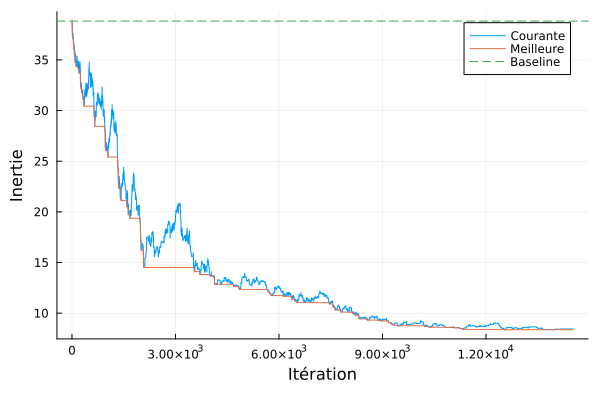 Courante
Meilleure
Baseline
Inertie
35
30
25
20
15
10
0
3.00×10³
6.00×10³
9.00×10³
1.20×10⁴
Itération